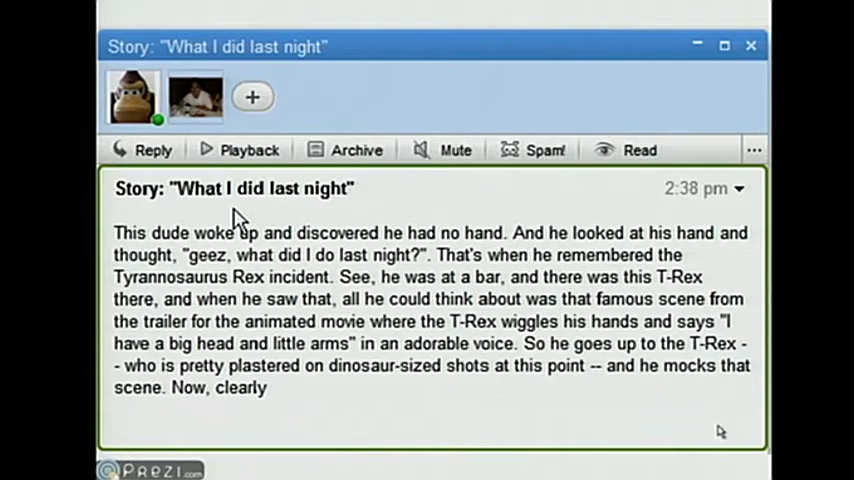 Story: "What I did last night"
Reply Playback Archive Mute Spam! Read
Story: "What I did last night" 2:38 pm
This dude woke up and discovered he had no hand. And he looked at his hand and
thought, "geez, what did I do last night?". That's when he remembered the
Tyrannosaurus Rex incident. See, he was at a bar, and there was this T-Rex
there, and when he saw that, all he could think about was that famous scene from
the trailer for the animated movie where the T-Rex wiggles his hands and says "I
have a big head and little arms" in an adorable voice. So he goes up to the T-Rex -
- who is pretty plastered on dinosaur-sized shots at this point -- and he mocks that
scene. Now, clearly
PREZI.com